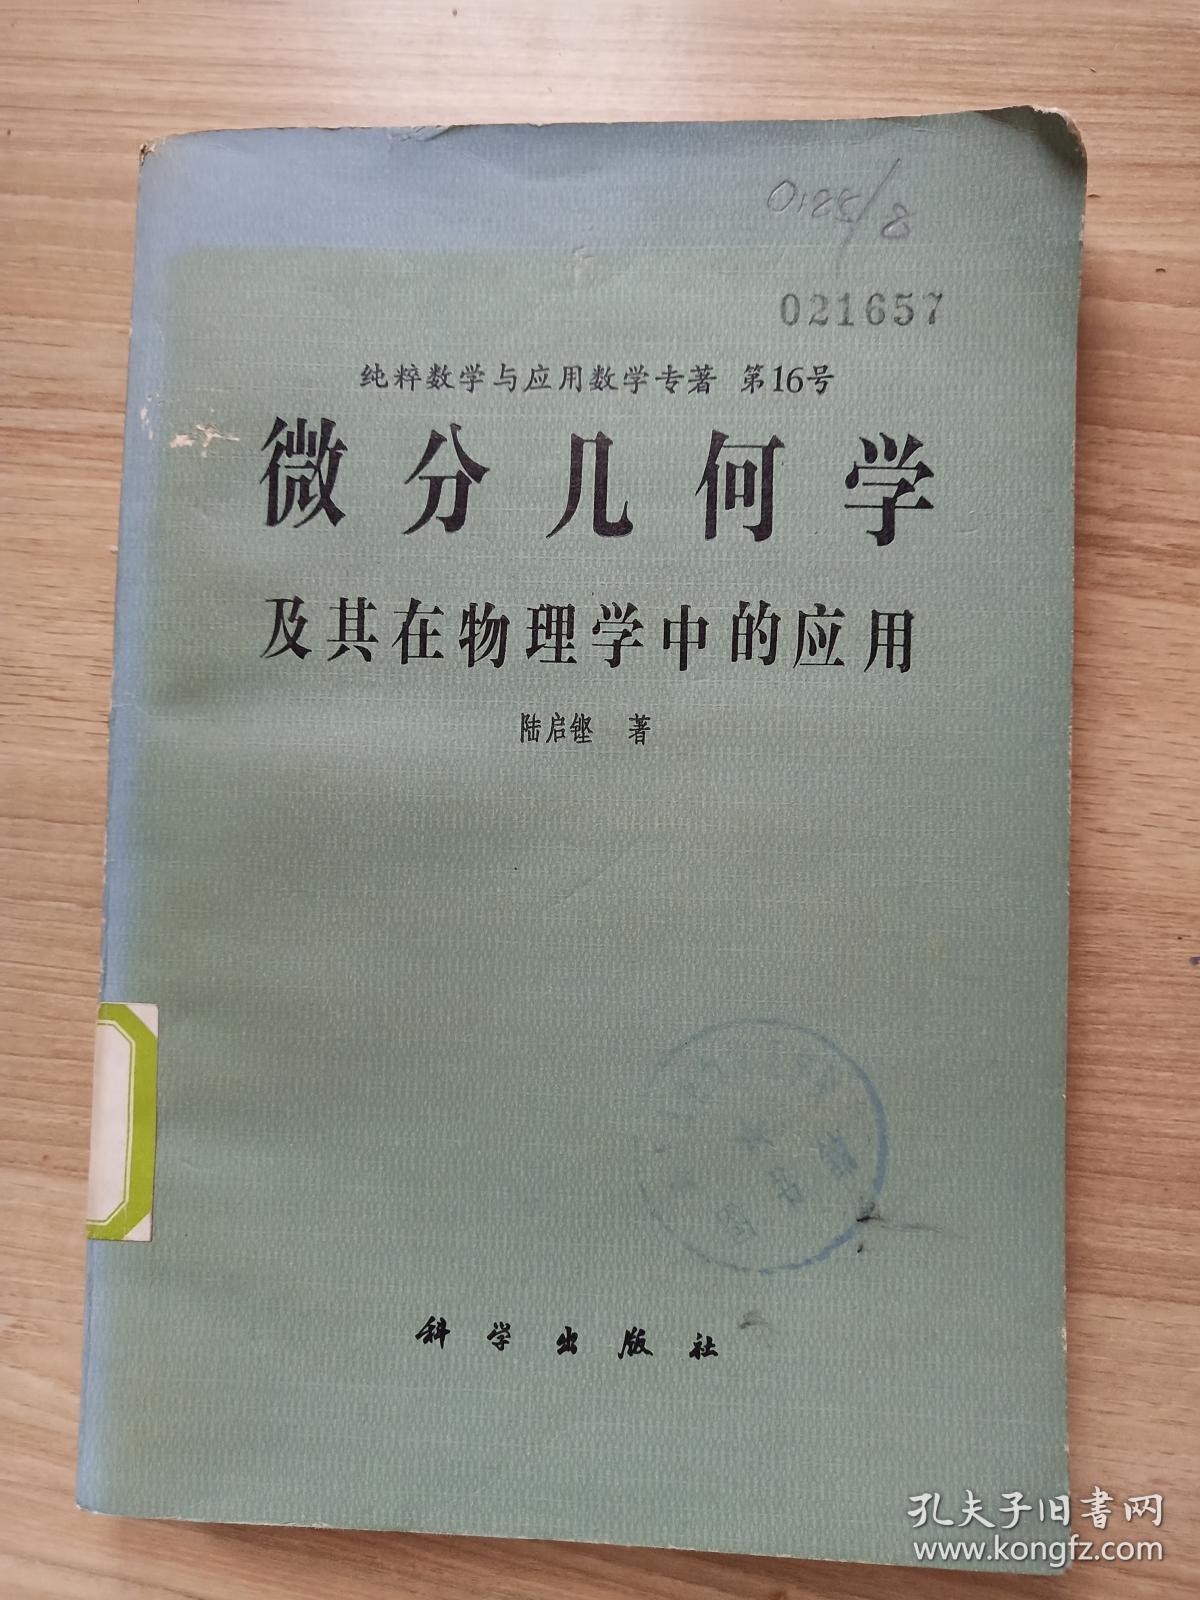 0185/8
021657
纯粹数学与应用数学专著 第16号
微分几何学
及其在物理学中的应用
陆启铿 著
科学出版社
孔夫子旧书网
www.kongfz.com